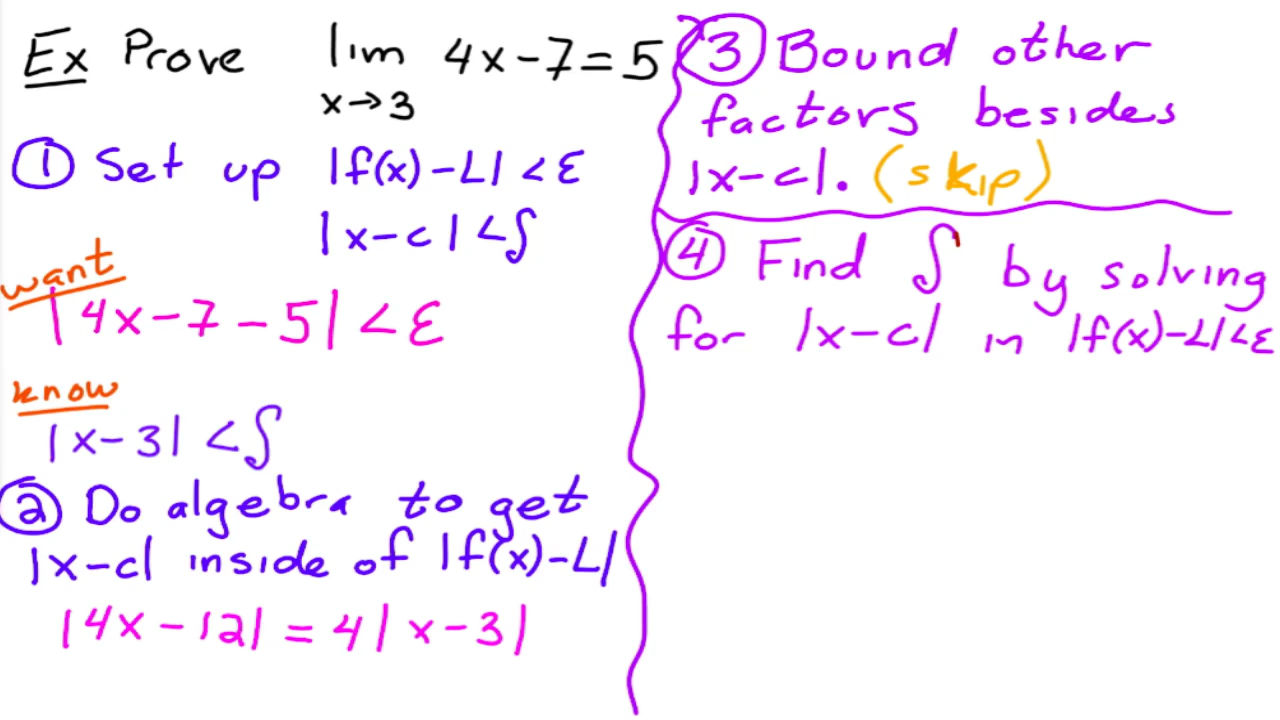 Ex Prove lim 4x-7=5
x→3
① Set up |f(x)-L|<ε
|x-c|<δ
want
|4x-7-5|<ε
know
|x-3|<δ
② Do algebra to get
|x-c| inside of |f(x)-L|
|4x-12|=4|x-3|
③ Bound other
factors besides
|x-c|. (skip)
④ Find δ by solving
for |x-c| in |f(x)-L|<ε